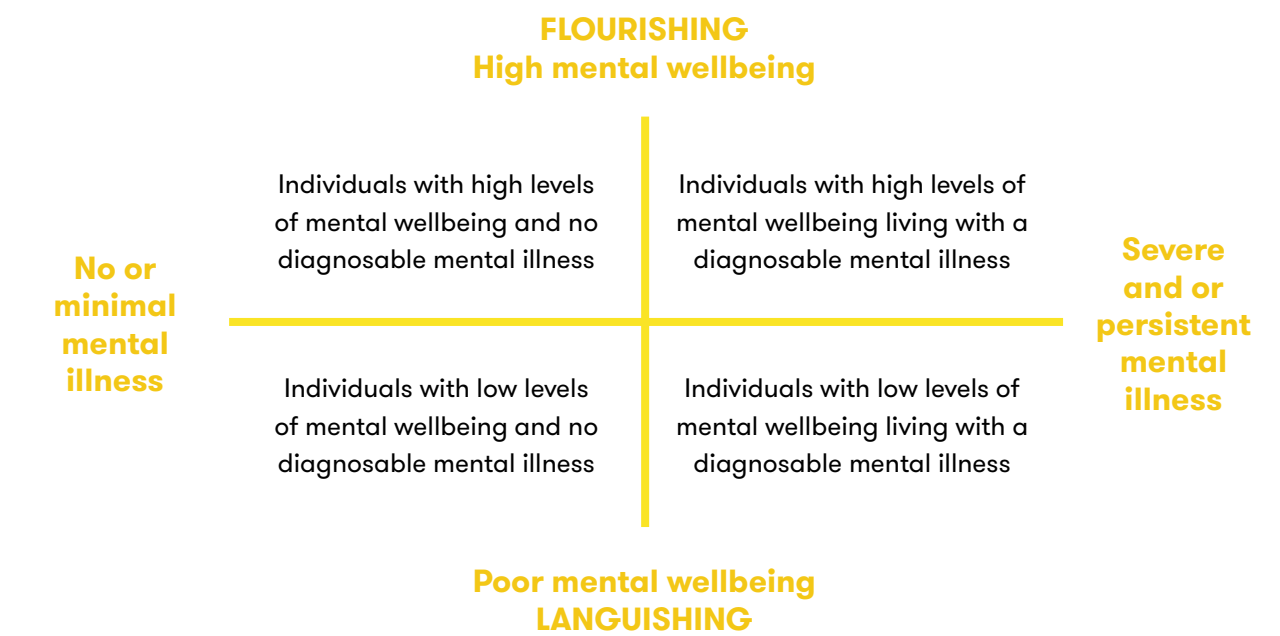 FLOURISHING
High mental wellbeing
Individuals with high levels
of mental wellbeing and no
diagnosable mental illness
Individuals with high levels of
mental wellbeing living with a
diagnosable mental illness
No or
minimal
mental
illness
Severe
and or
persistent
mental
illness
Individuals with low levels
of mental wellbeing and no
diagnosable mental illness
Individuals with low levels of
mental wellbeing living with a
diagnosable mental illness
Poor mental wellbeing
LANGUISHING